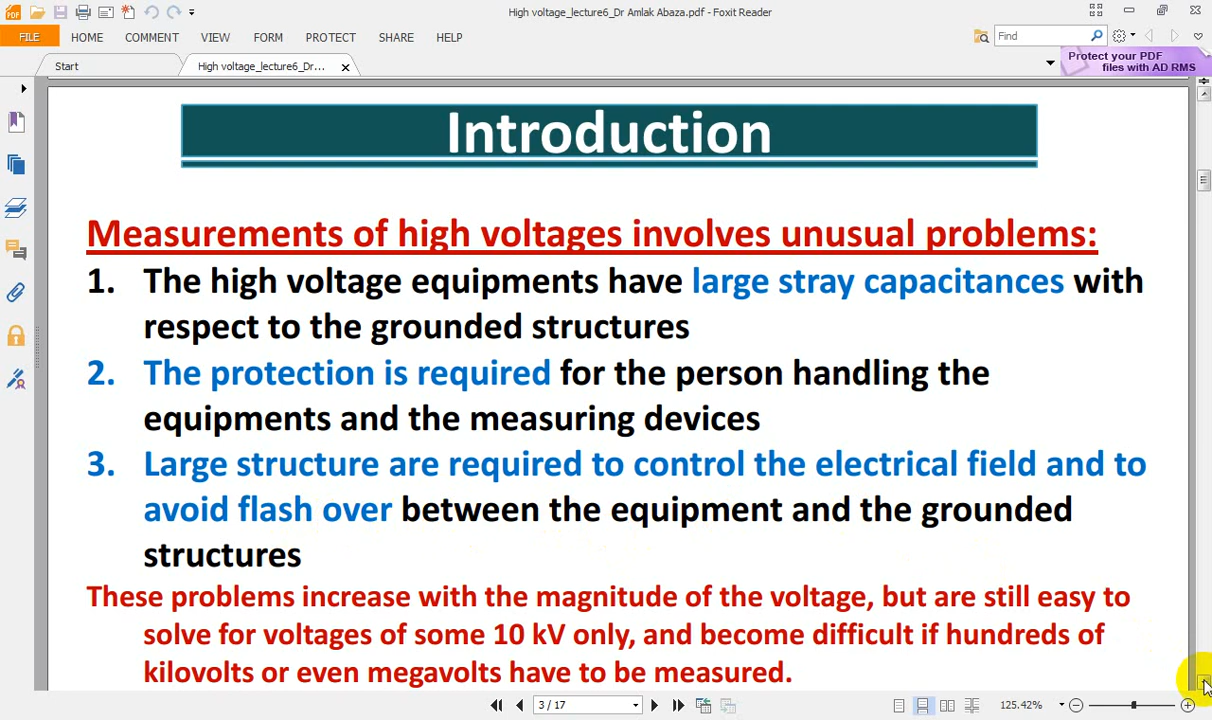 High voltage_lecture6_Dr Amlak Abaza.pdf - Foxit Reader
FILE HOME COMMENT VIEW FORM PROTECT SHARE HELP
Find
Start
High voltage_lecture6_Dr...
Protect your PDF
files with AD RMS
Introduction
Measurements of high voltages involves unusual problems:
1. The high voltage equipments have large stray capacitances with
respect to the grounded structures
2. The protection is required for the person handling the
equipments and the measuring devices
3. Large structure are required to control the electrical field and to
avoid flash over between the equipment and the grounded
structures
These problems increase with the magnitude of the voltage, but are still easy to
solve for voltages of some 10 kV only, and become difficult if hundreds of
kilovolts or even megavolts have to be measured.
3 / 17
125.42%